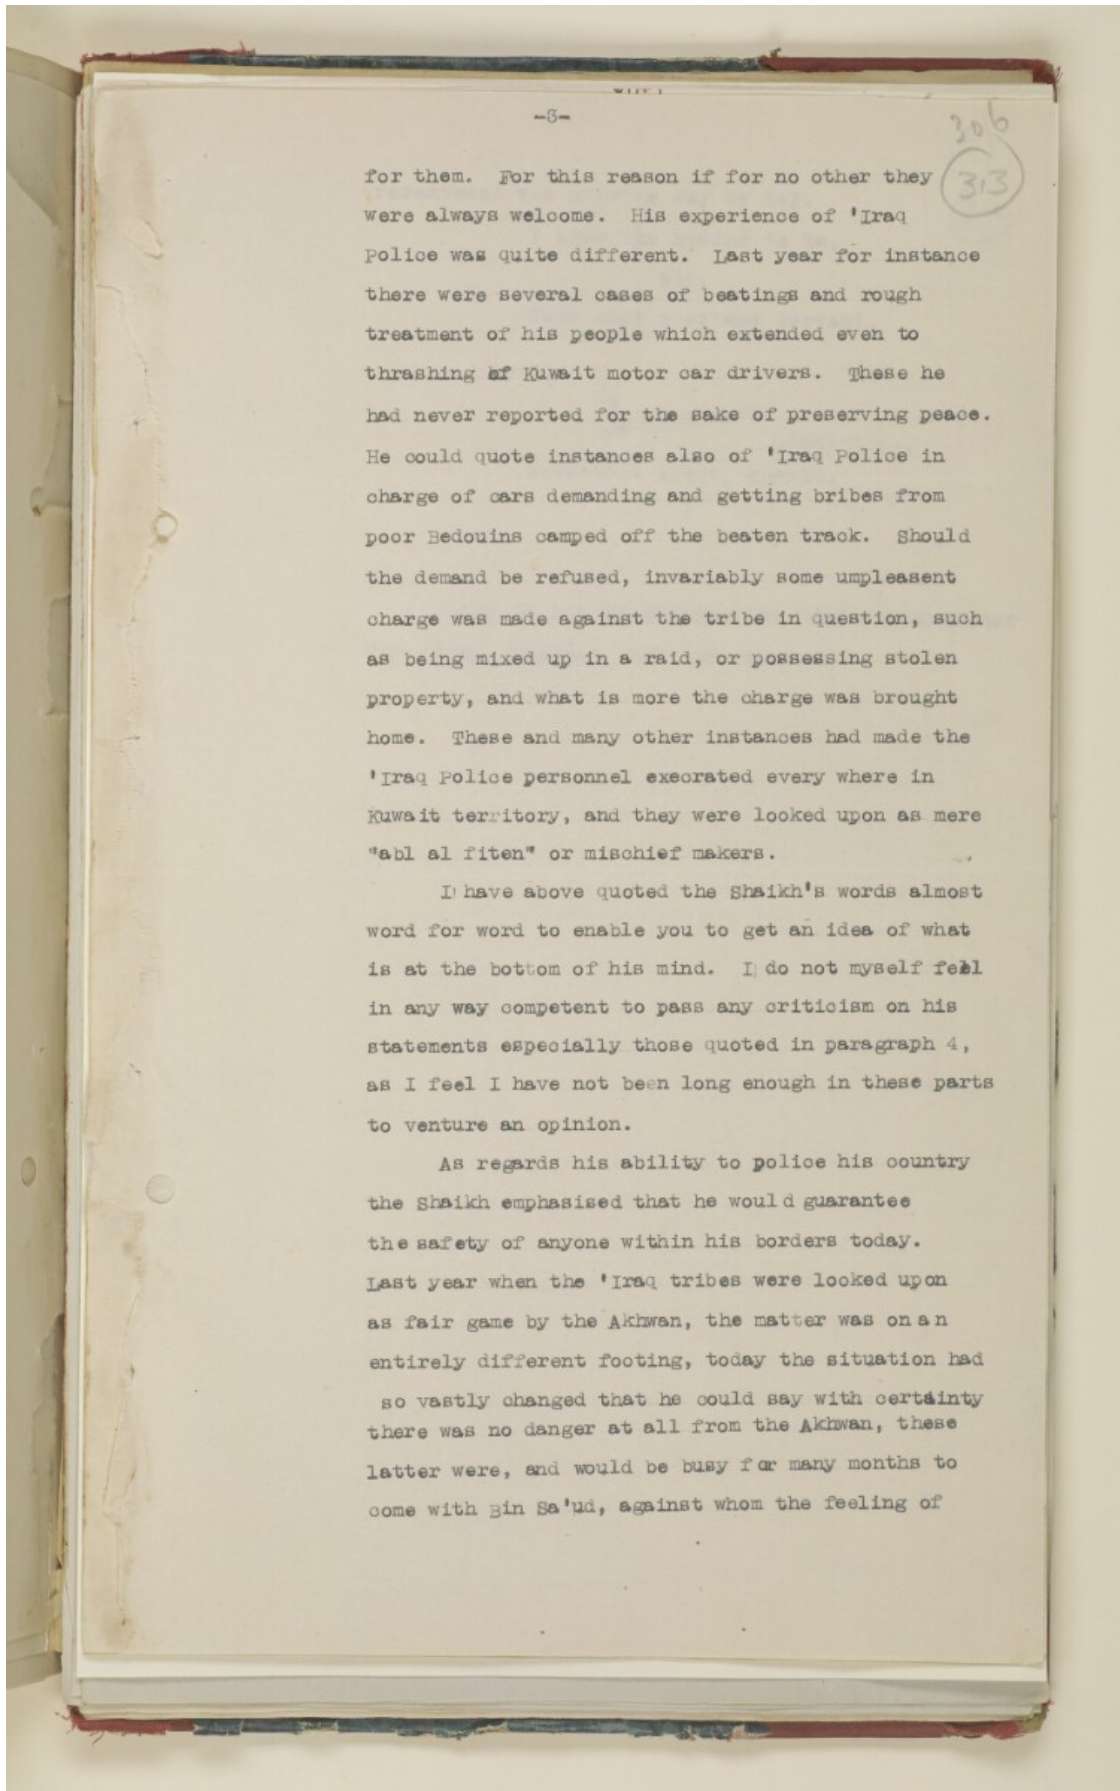 -3-
306
313
for them.  For this reason if for no other they
were always welcome.  His experience of 'Iraq
Police was quite different.  Last year for instance
there were several cases of beatings and rough
treatment of his people which extended even to
thrashing of Kuwait motor car drivers.  These he
had never reported for the sake of preserving peace.
He could quote instances also of 'Iraq Police in
charge of cars demanding and getting bribes from
poor Bedouins camped off the beaten track.  Should
the demand be refused, invariably some umpleasent
charge was made against the tribe in question, such
as being mixed up in a raid, or possessing stolen
property, and what is more the charge was brought
home.  These and many other instances had made the
'Iraq Police personnel execrated every where in
Kuwait territory, and they were looked upon as mere
"abl al fiten" or mischief makers.
I have above quoted the Shaikh's words almost
word for word to enable you to get an idea of what
is at the bottom of his mind.  I do not myself feel
in any way competent to pass any criticism on his
statements especially those quoted in paragraph 4,
as I feel I have not been long enough in these parts
to venture an opinion.
As regards his ability to police his country
the Shaikh emphasised that he would guarantee
the safety of anyone within his borders today.
Last year when the 'Iraq tribes were looked upon
as fair game by the Akhwan, the matter was on an
entirely different footing, today the situation had
so vastly changed that he could say with certainty
there was no danger at all from the Akhwan, these
latter were, and would be busy for many months to
come with Bin Sa'ud, against whom the feeling of